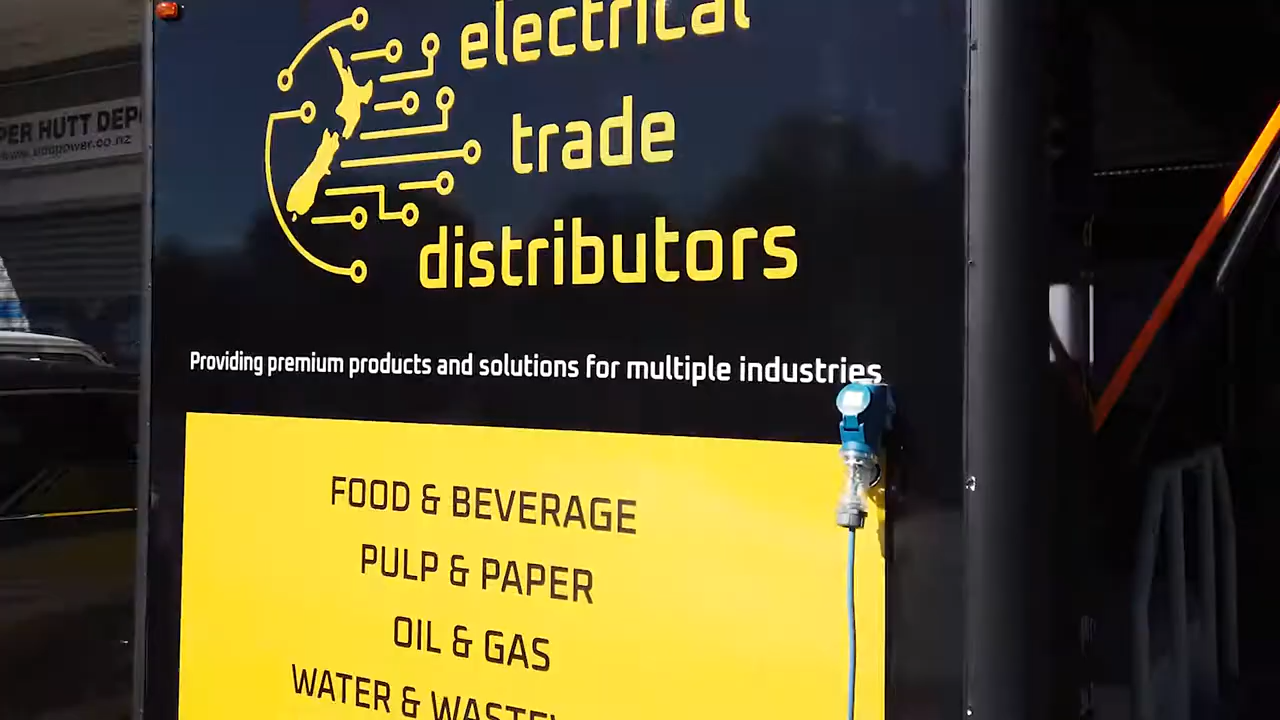 electrical
trade
distributors
Providing premium products and solutions for multiple industries
FOOD & BEVERAGE
PULP & PAPER
OIL & GAS
WATER &
PER HUTT DEP